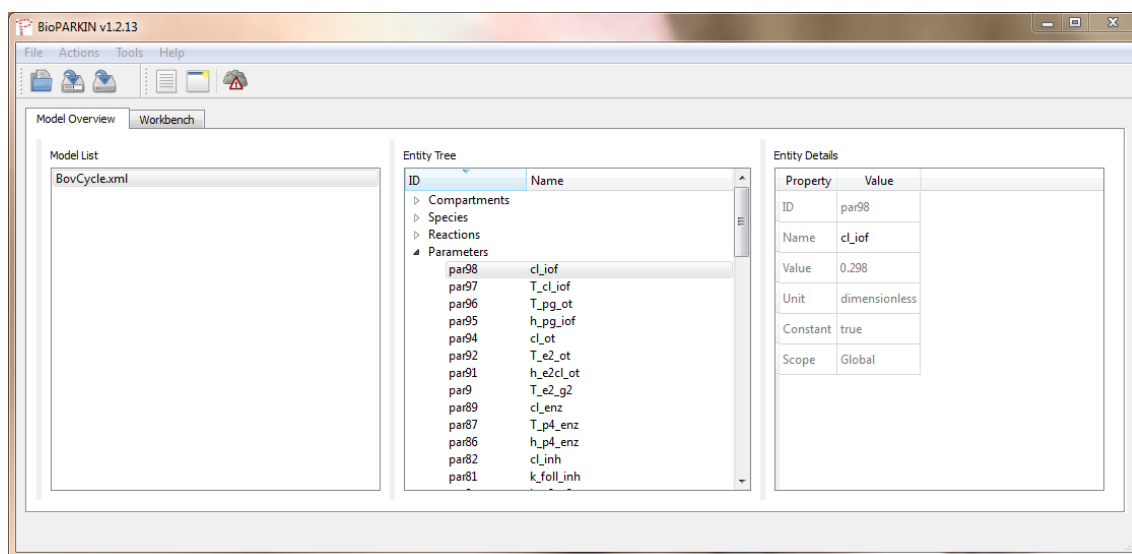 BioPARKIN v1.2.13
File Actions Tools Help
Model Overview Workbench
Model List
BovCycle.xml
Entity Tree
ID Name
Compartments
Species
Reactions
Parameters
par98 cl_iof
par97 T_cl_iof
par96 T_pg_ot
par95 h_pg_iof
par94 cl_ot
par92 T_e2_ot
par91 h_e2cl_ot
par9 T_e2_g2
par89 cl_enz
par87 T_p4_enz
par86 h_p4_enz
par82 cl_inh
par81 k_foll_inh
Entity Details
Property Value
ID par98
Name cl_iof
Value 0.298
Unit dimensionless
Constant true
Scope Global